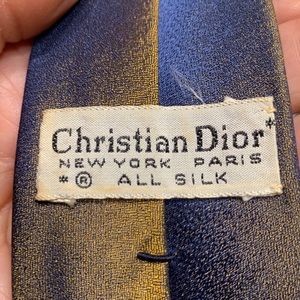 Christian Dior*
NEW YORK PARIS
* ® ALL SILK